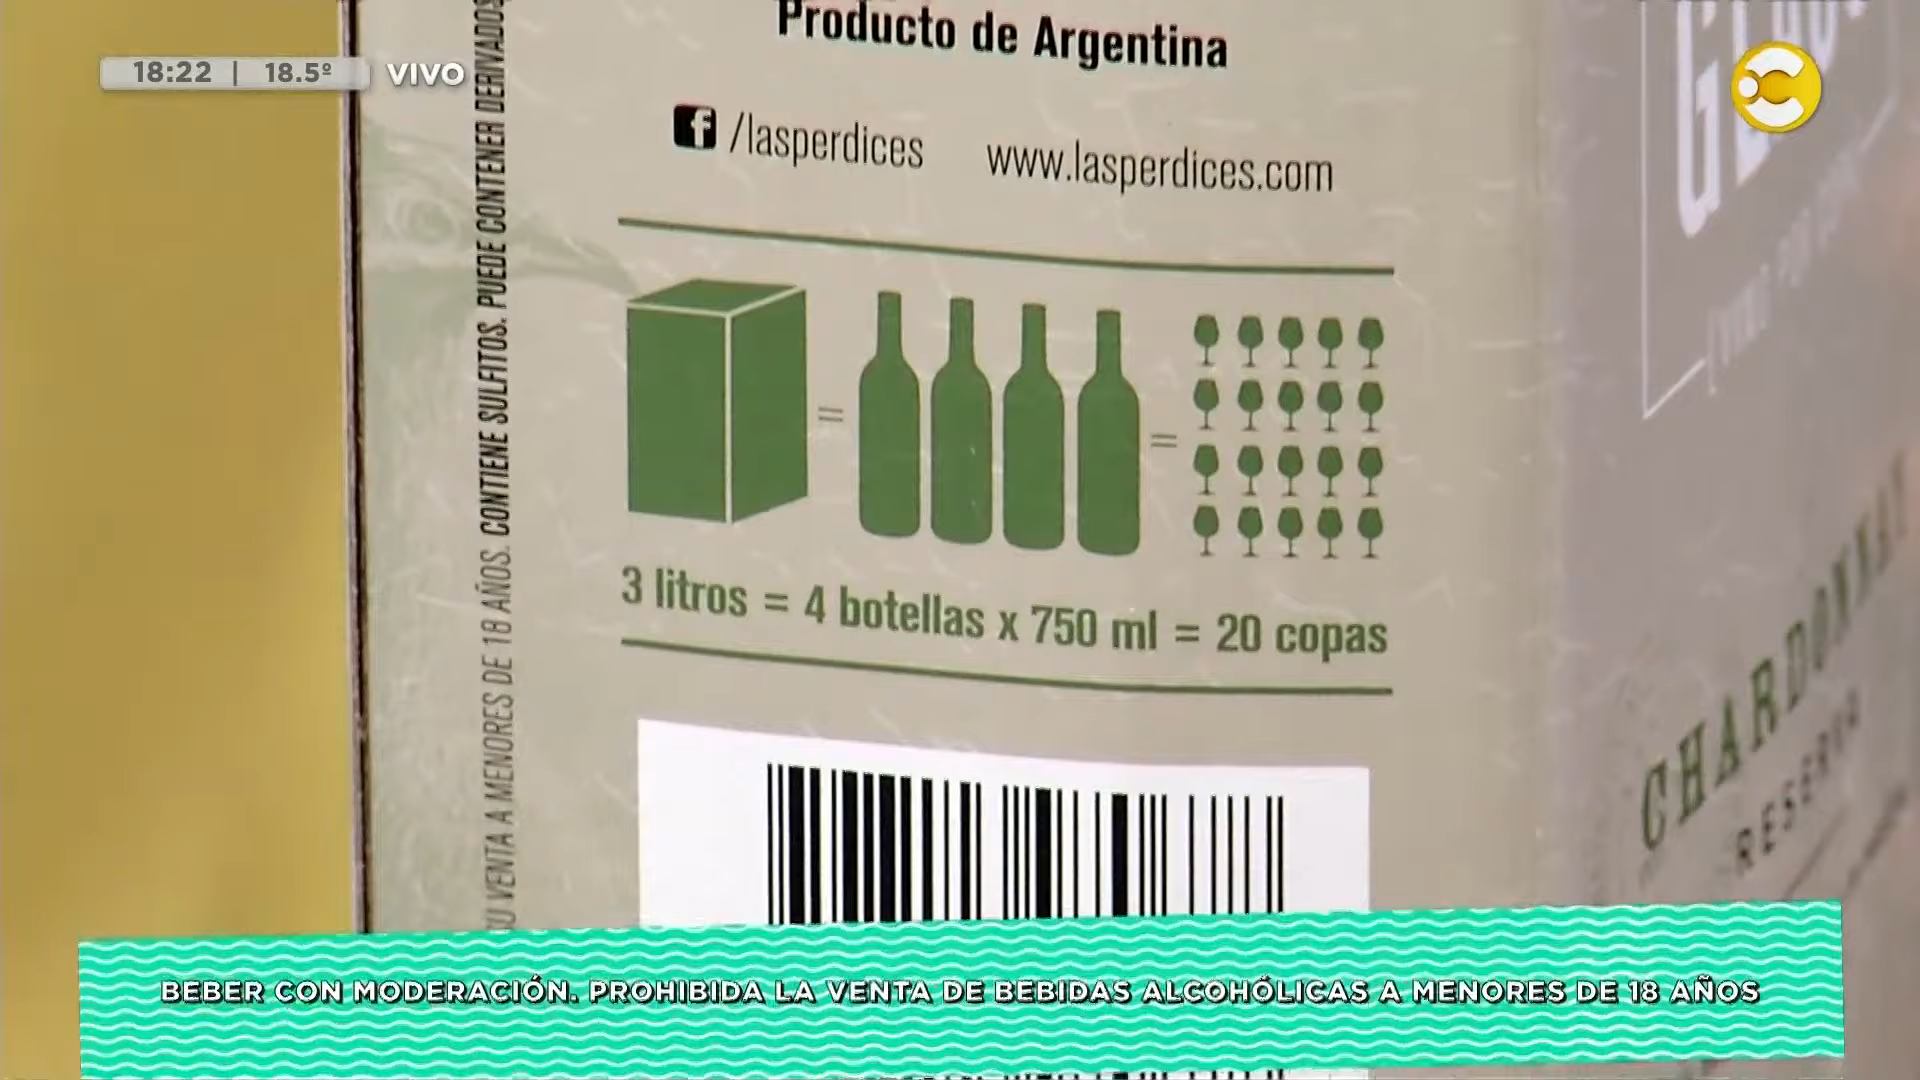 18:22 | 18.5º VIVO
Producto de Argentina
f /lasperdices www.lasperdices.com
3 litros = 4 botellas x 750 ml = 20 copas
SU VENTA A MENORES DE 18 AÑOS. CONTIENE SULFITOS. PUEDE CONTENER DERIVADOS
CHARDONNAY
RESERVA
BEBER CON MODERACIÓN. PROHIBIDA LA VENTA DE BEBIDAS ALCOHÓLICAS A MENORES DE 18 AÑOS